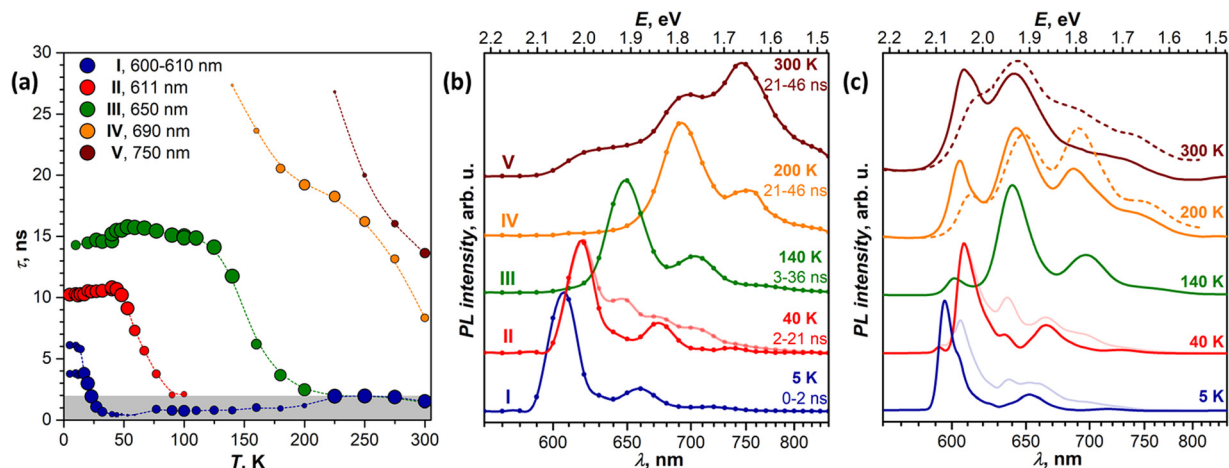 (a)
τ, ns
30
25
20
15
10
5
0
I, 600-610 nm
II, 611 nm
III, 650 nm
IV, 690 nm
V, 750 nm
0 50 100 150 200 250 300
T, K
(b)
E, eV
2.2 2.1 2.0 1.9 1.8 1.7 1.6 1.5
PL intensity, arb. u.
300 K
21-46 ns
V
200 K
21-46 ns
IV
140 K
3-36 ns
III
40 K
2-21 ns
II
5 K
0-2 ns
I
600 650 700 750 800
λ, nm
(c)
E, eV
2.1 2.0 1.9 1.8 1.7 1.6 1.5
PL intensity, arb. u.
300 K
200 K
140 K
40 K
5 K
600 650 700 750 800
λ, nm